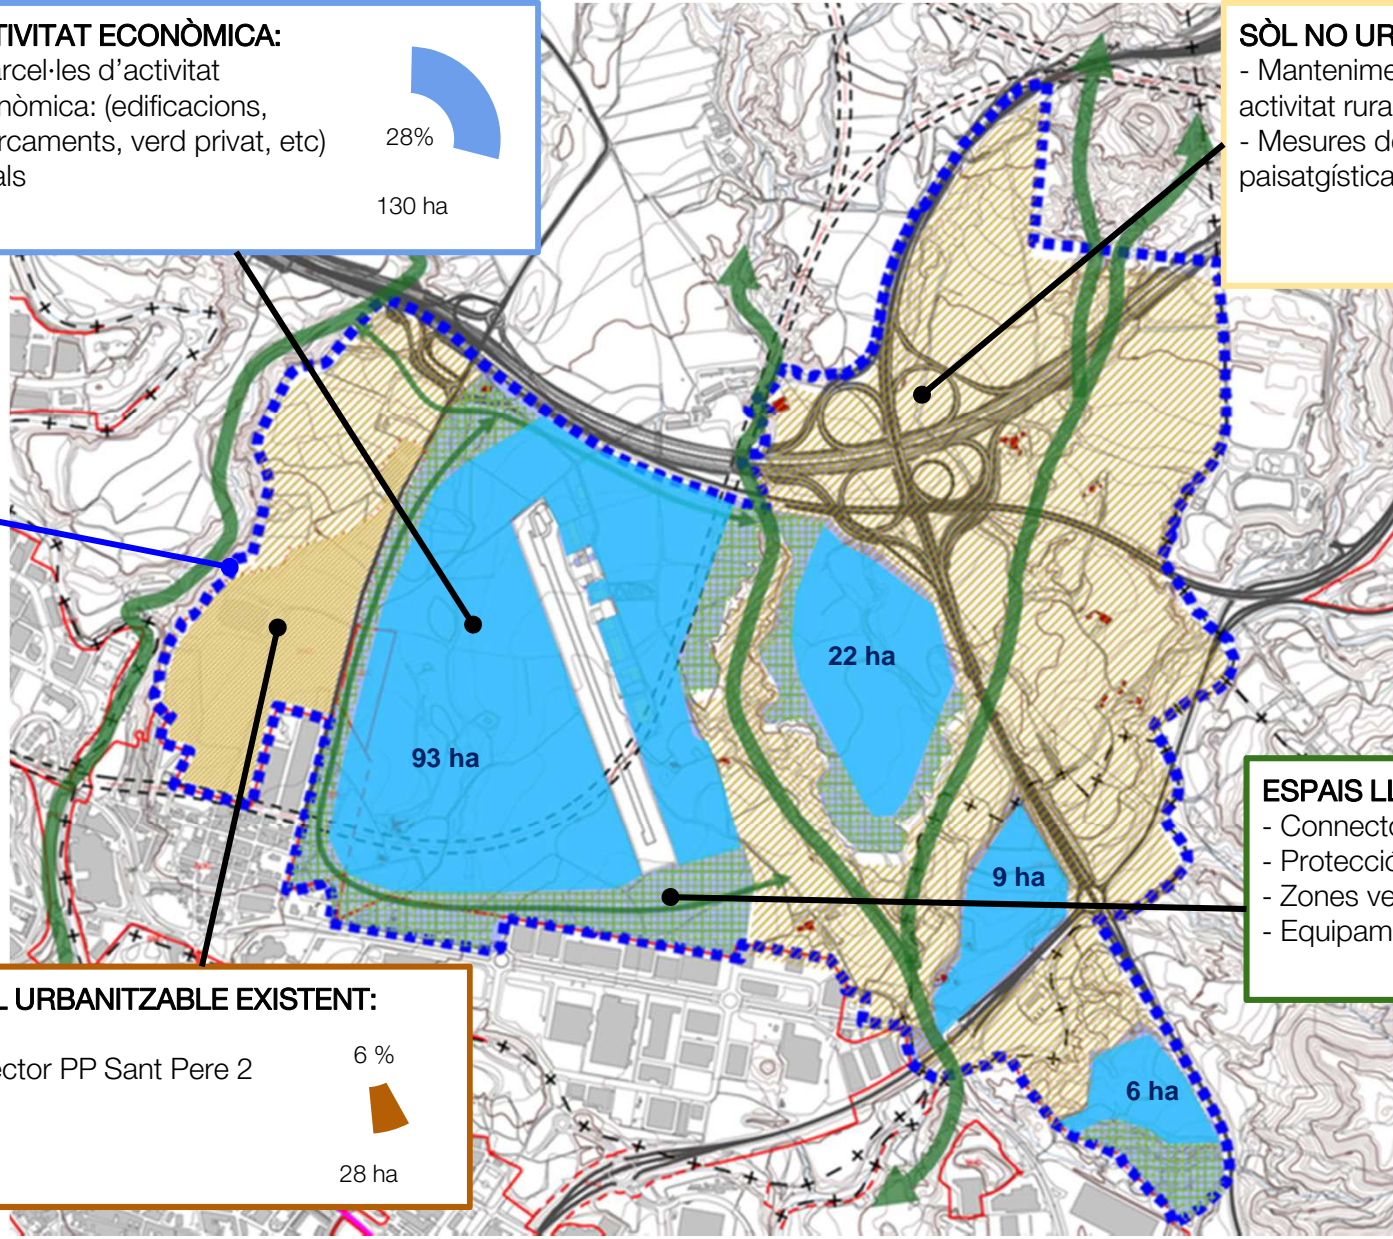 TIVITAT ECONÒMICA:
arcel·les d'activitat
nòmica: (edificacions,
rcaments, verd privat, etc)
als
28%
130 ha
SÒL NO UR
- Mantenime
activitat rura
- Mesures de
paisatgística
22 ha
93 ha
9 ha
6 ha
ESPAIS LL
- Connecto
- Protecció
- Zones ve
- Equipam
L URBANITZABLE EXISTENT:
ector PP Sant Pere 2
6 %
28 ha